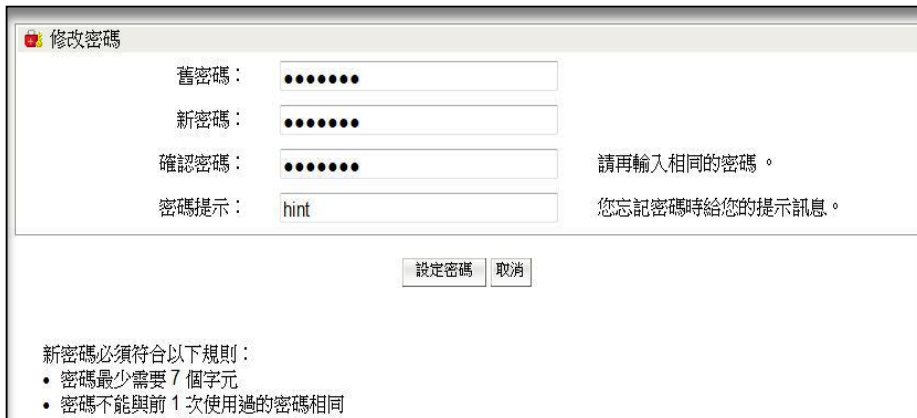 修改密碼
舊密碼： •••••••
新密碼： •••••••
確認密碼： ••••••• 請再輸入相同的密碼。
密碼提示： hint 您忘記密碼時給您的提示訊息。
設定密碼 取消
新密碼必須符合以下規則：
• 密碼最少需要 7 個字元
• 密碼不能與前 1 次使用過的密碼相同